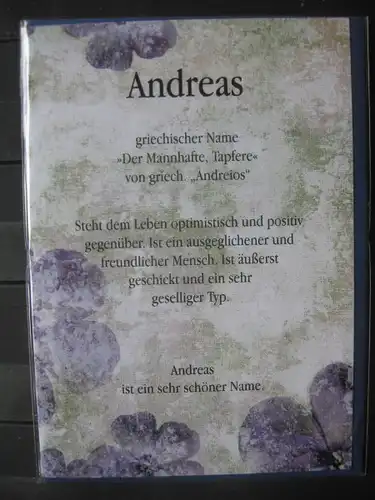 Andreas
griechischer Name
»Der Mannhafte, Tapfere«
von griech. „Andreios"
Steht dem Leben optimistisch und positiv
gegenüber. Ist ein ausgeglichener und
freundlicher Mensch. Ist äußerst
geschickt und ein sehr
geselliger Typ.
Andreas
ist ein sehr schöner Name.